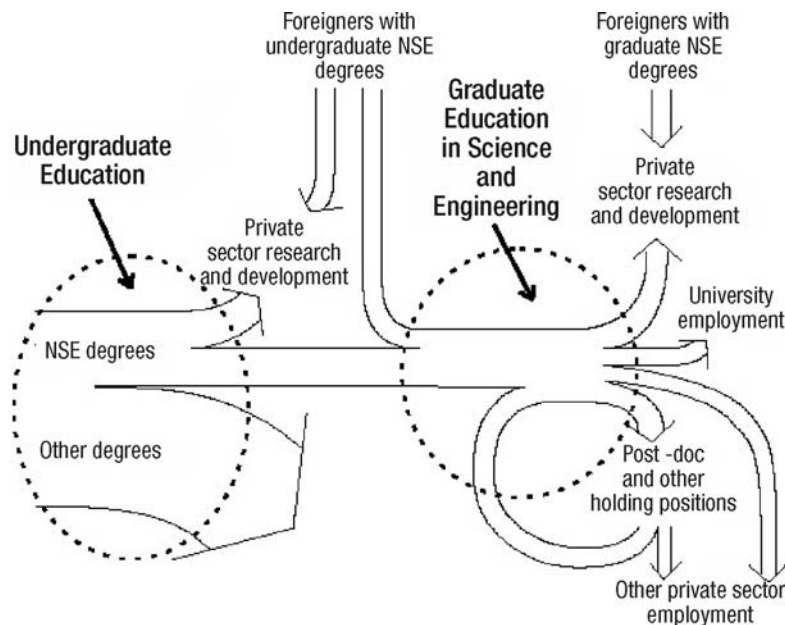 Foreigners with
undergraduate NSE
degrees
Foreigners with
graduate NSE
degrees
Graduate
Education
in Science
and
Engineering
Undergraduate
Education
Private
sector research
and development
Private
sector research
and development
University
employment
NSE degrees
Other degrees
Post -doc
and other
holding positions
Other private sector
employment